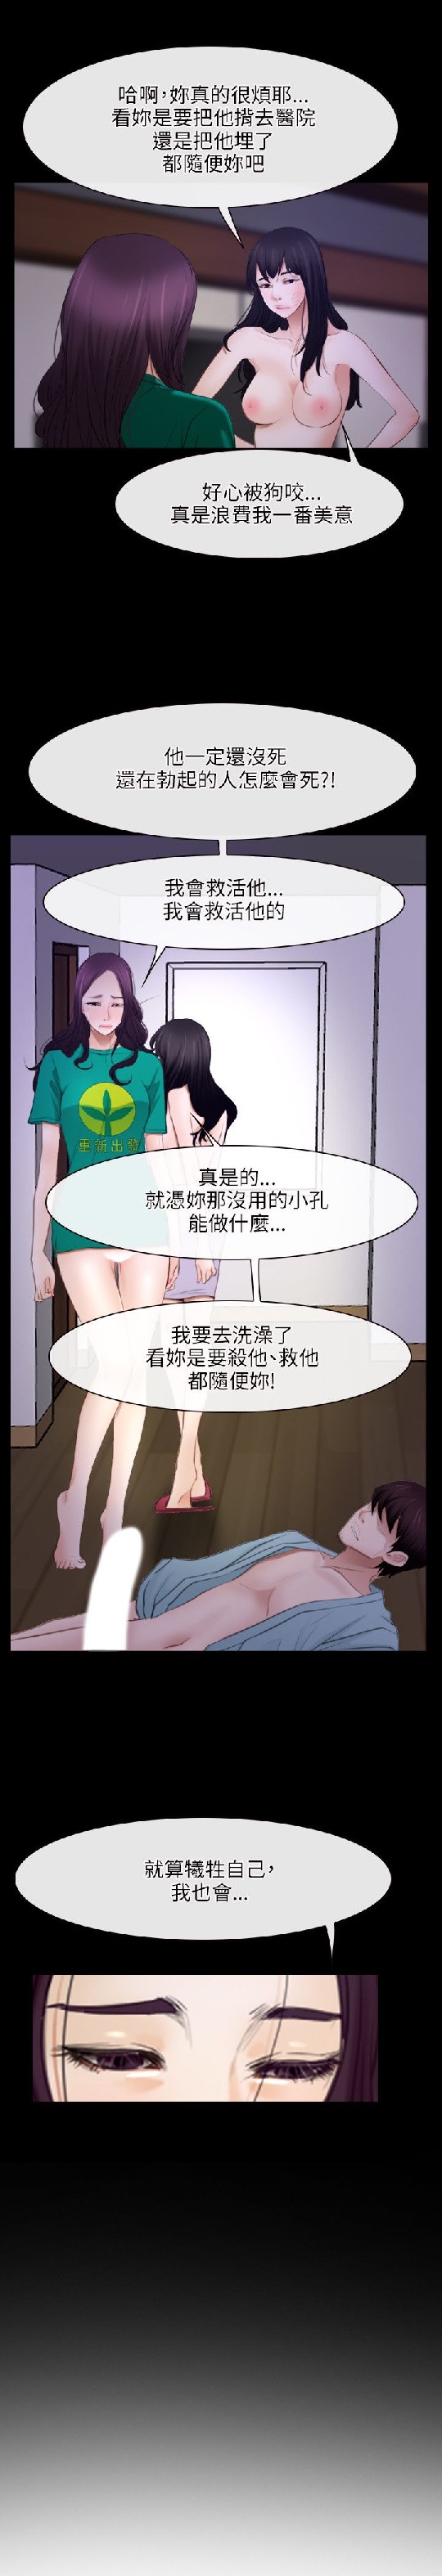 哈啊，妳真的很煩耶...
看妳是要把他揹去醫院
還是把他埋了
都隨便妳吧
好心被狗咬...
真是浪費我一番美意
他一定還沒死
還在勃起的人怎麼會死?!
我會救活他...
我會救活他的
重新出發
真是的...
就憑妳那沒用的小孔
能做什麼...
我要去洗澡了
看妳是要殺他、救他
都隨便妳!
就算犧牲自己，
我也會...